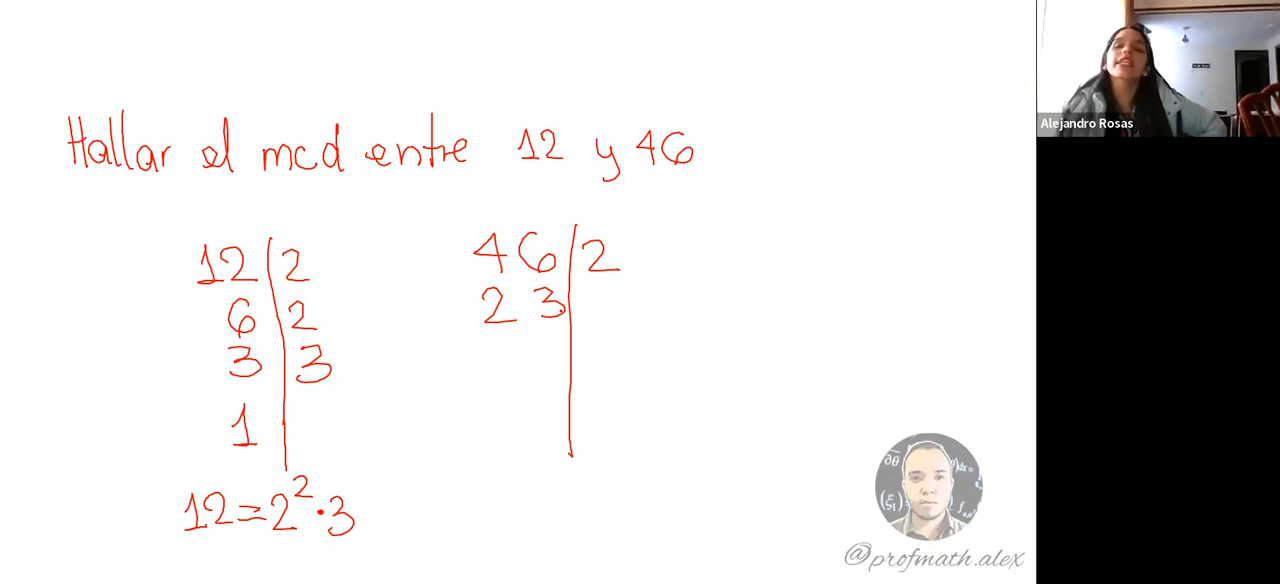 Hallar el mcd entre 12 y 46
12 | 2
6 | 2
3 | 3
1
12 = 2² · 3
46 | 2
23
Alejandro Rosas
@profmath.alex